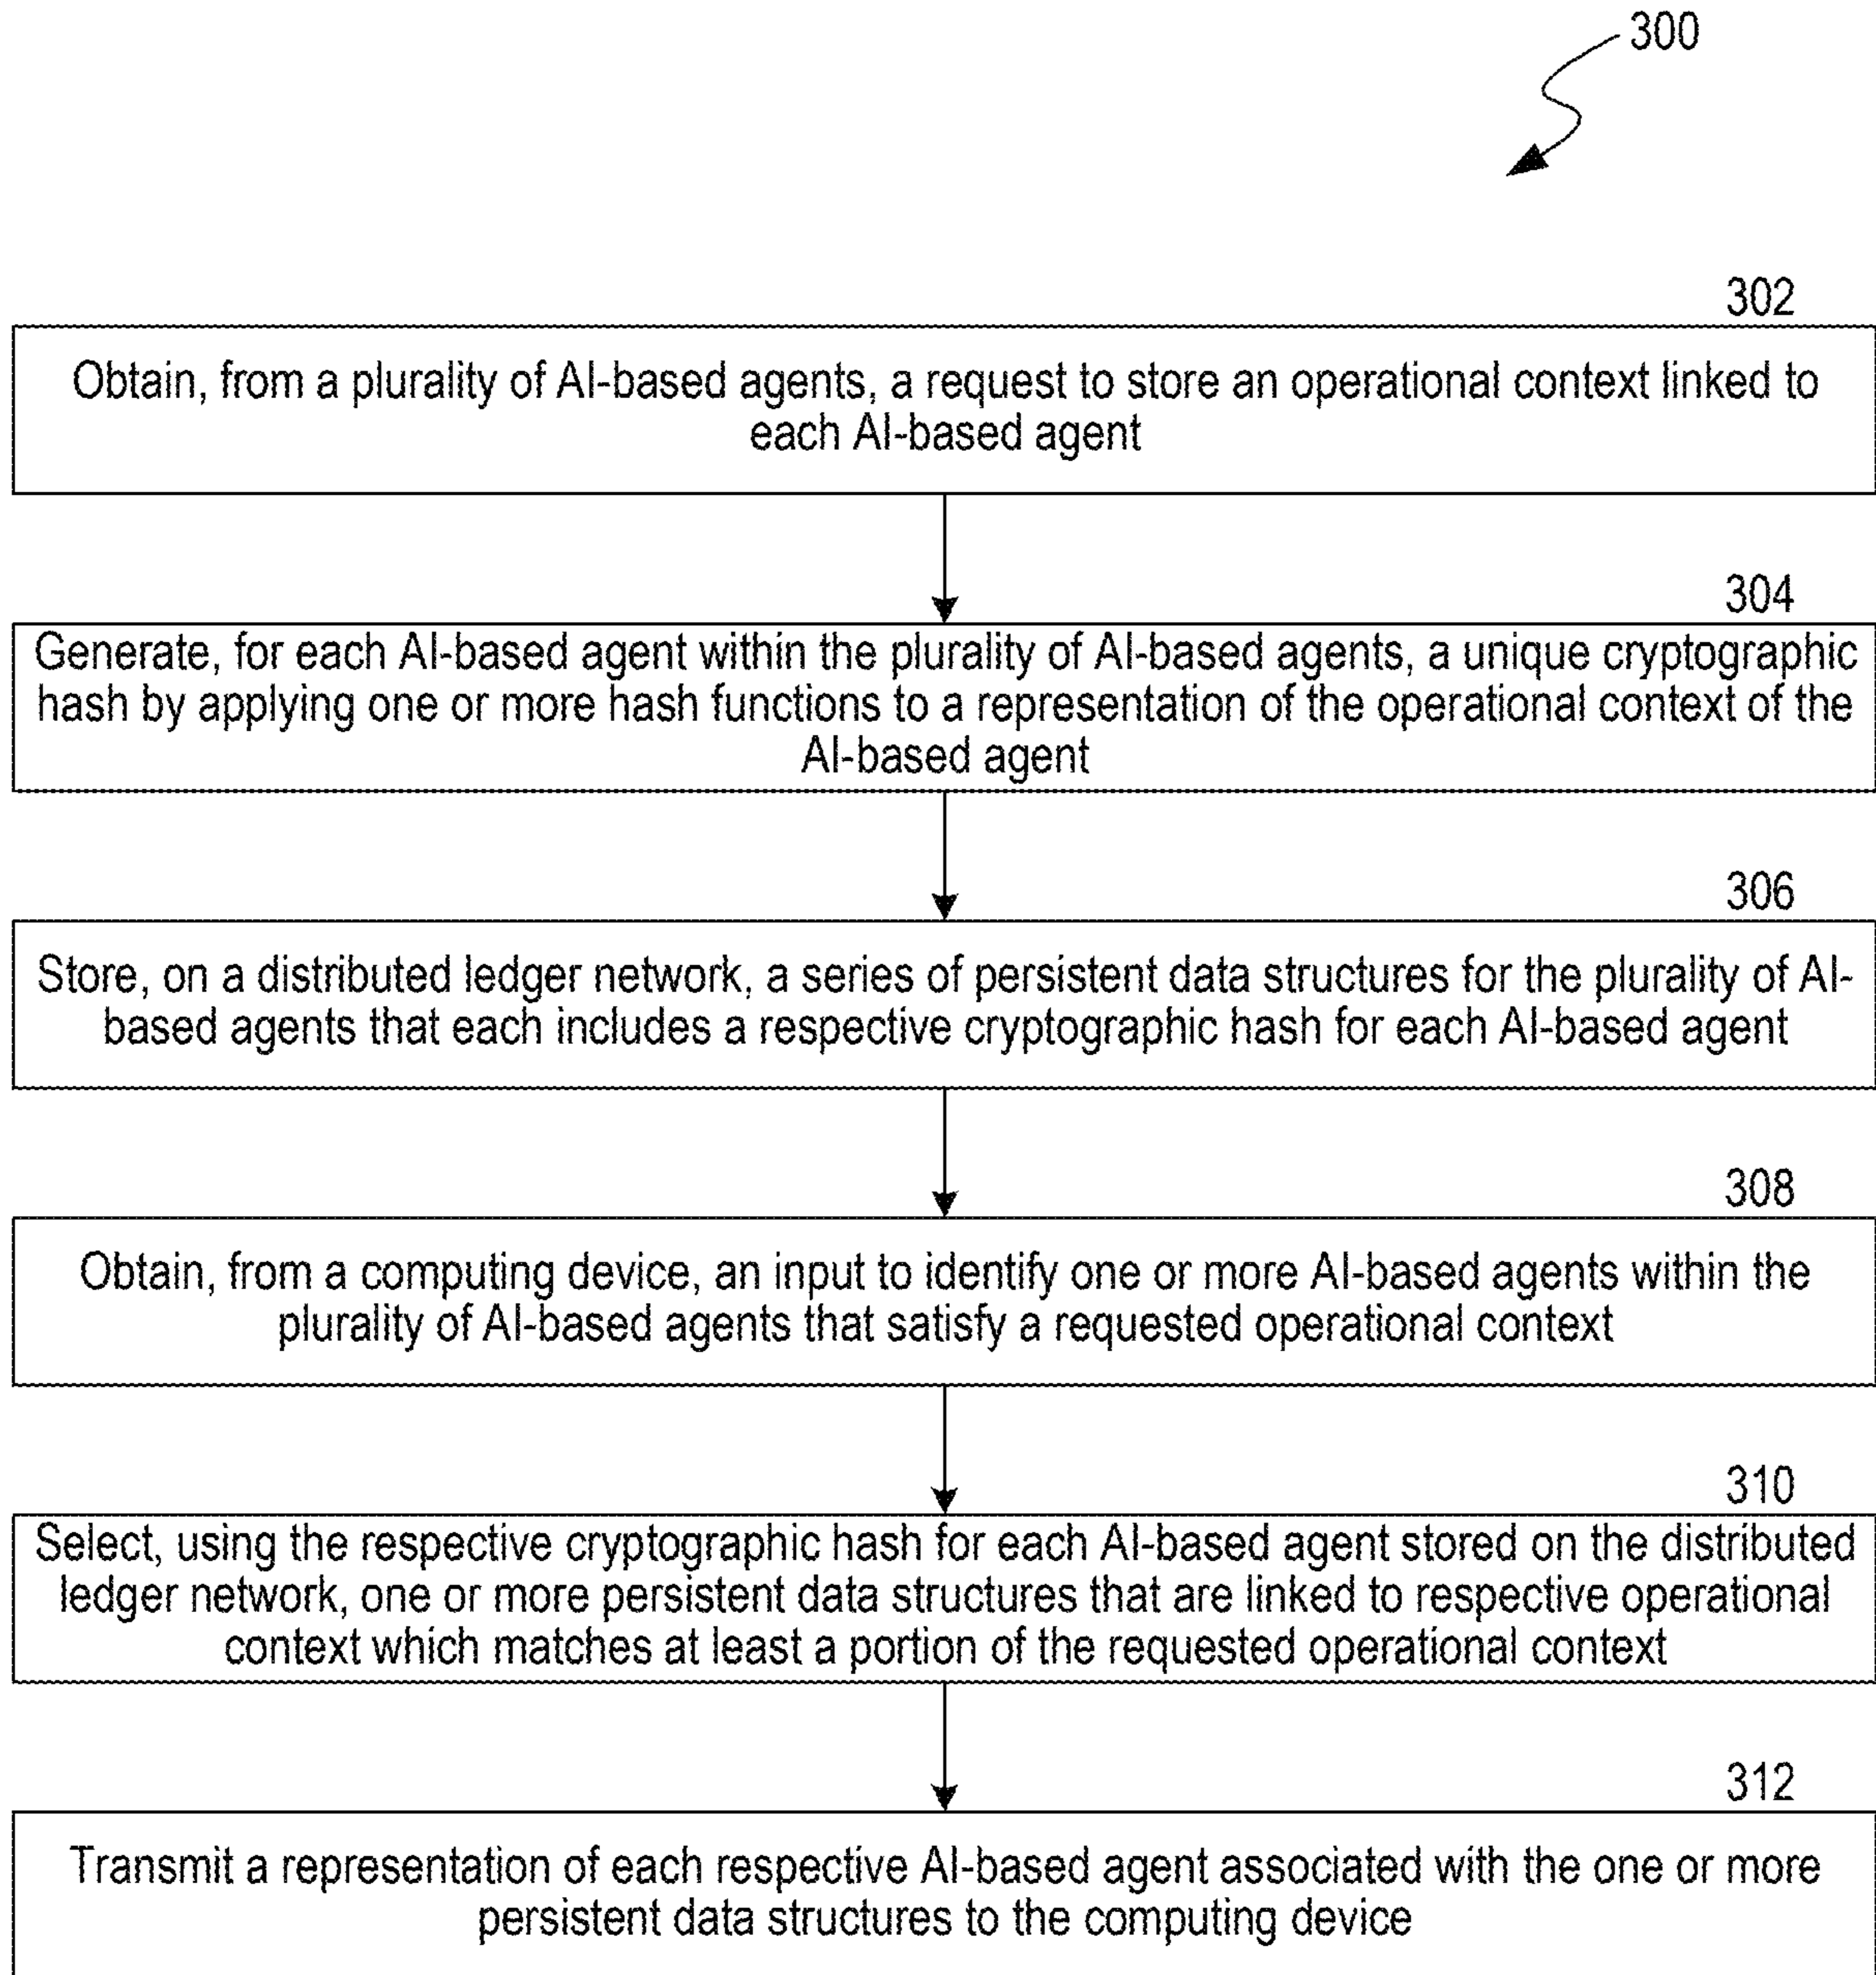 300
302
Obtain, from a plurality of AI-based agents, a request to store an operational context linked to
each AI-based agent
304
Generate, for each AI-based agent within the plurality of AI-based agents, a unique cryptographic
hash by applying one or more hash functions to a representation of the operational context of the
AI-based agent
306
Store, on a distributed ledger network, a series of persistent data structures for the plurality of AI-
based agents that each includes a respective cryptographic hash for each AI-based agent
308
Obtain, from a computing device, an input to identify one or more AI-based agents within the
plurality of AI-based agents that satisfy a requested operational context
310
Select, using the respective cryptographic hash for each AI-based agent stored on the distributed
ledger network, one or more persistent data structures that are linked to respective operational
context which matches at least a portion of the requested operational context
312
Transmit a representation of each respective AI-based agent associated with the one or more
persistent data structures to the computing device